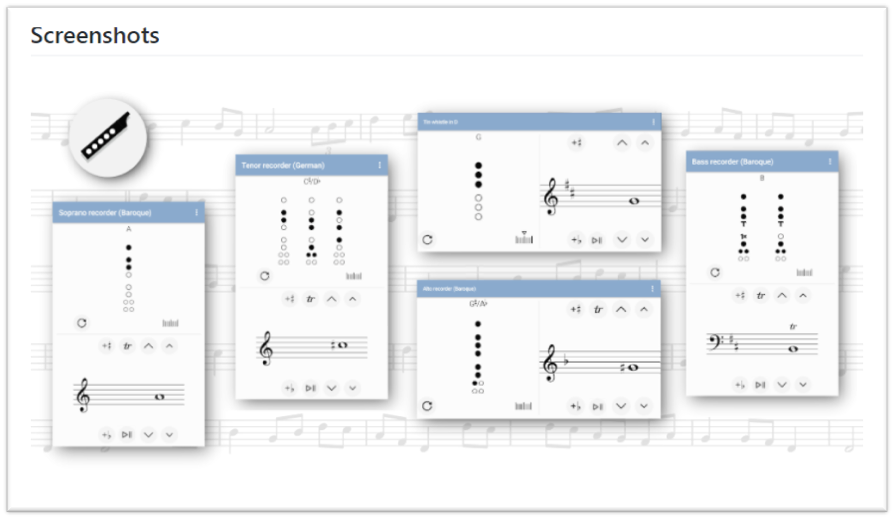 Screenshots
Soprano recorder (Baroque)
A
+♯ tr
+♭
Tenor recorder (German)
C♯/D♭
+♯ tr
+♭
Tin whistle in D
G
+♯
+♭
Alto recorder (Baroque)
G♯/A♭
+♯ tr
+♭
Bass recorder (Baroque)
B
+♯ tr
tr
+♭